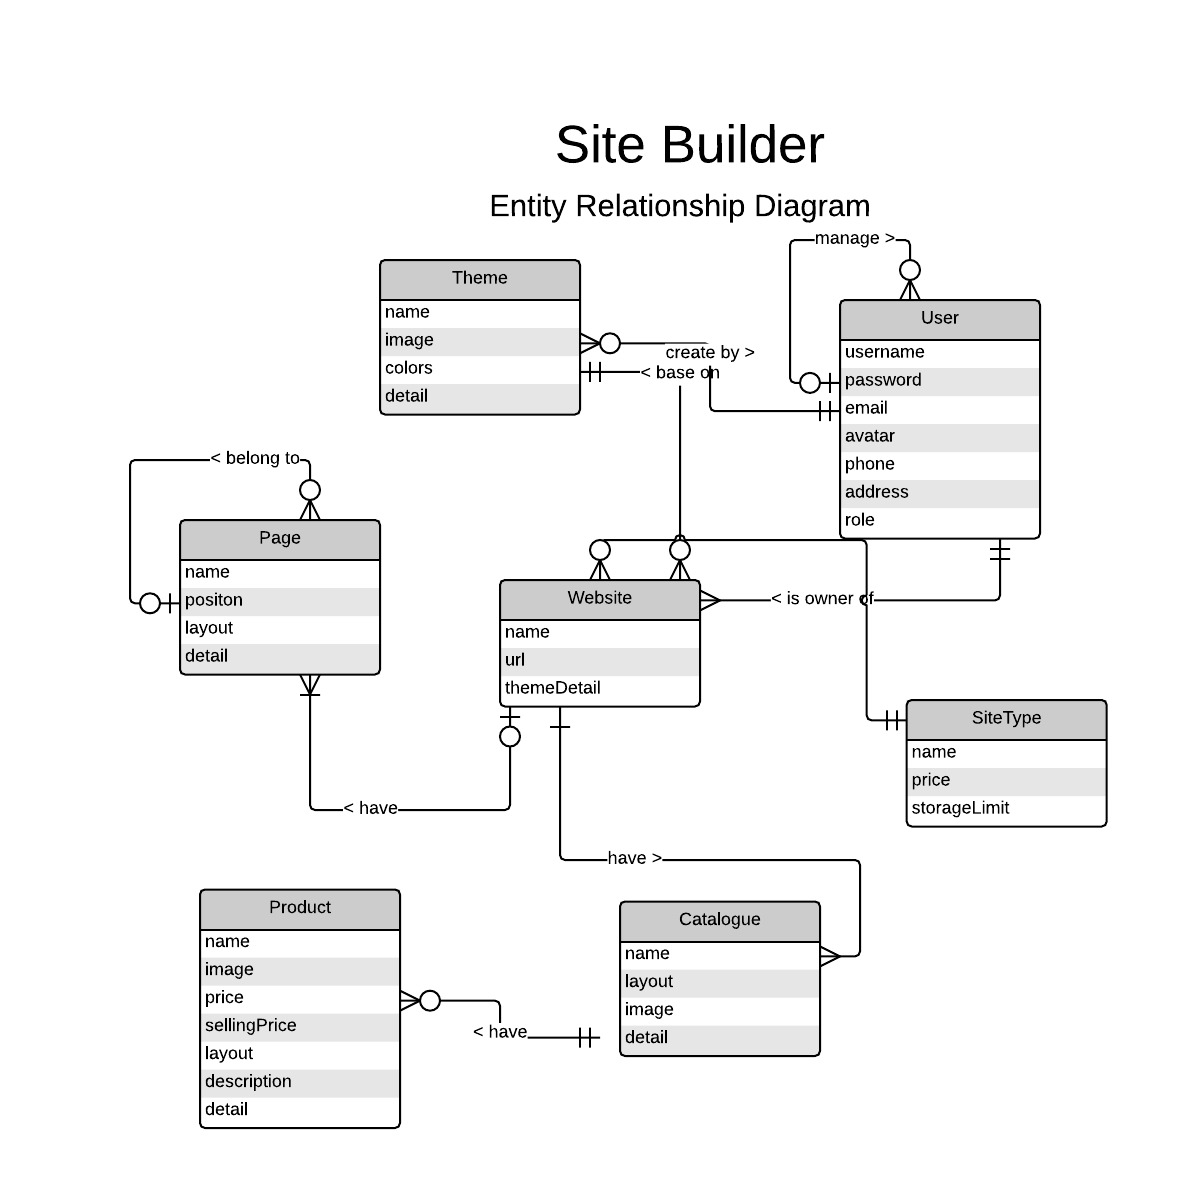 Site Builder
Entity Relationship Diagram
manage >
Theme
name
image
colors
detail
create by >
< base on
User
username
password
email
avatar
phone
address
role
< belong to
Page
name
positon
layout
detail
Website
name
url
themeDetail
< is owner of
SiteType
name
price
storageLimit
< have
have >
Product
name
image
price
sellingPrice
layout
description
detail
< have
Catalogue
name
layout
image
detail